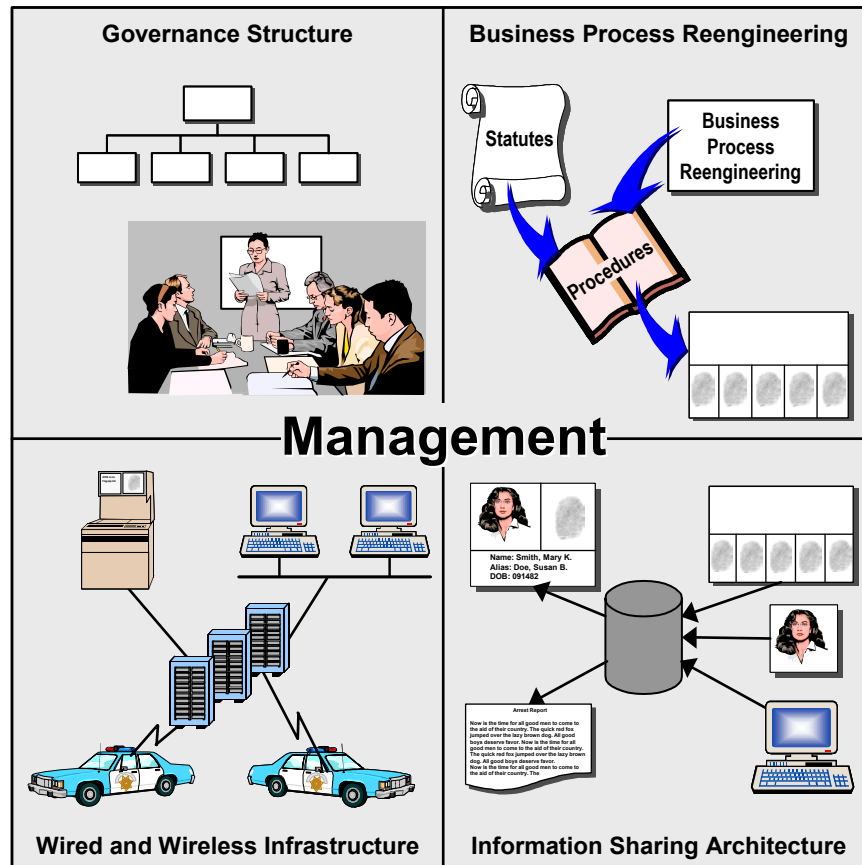 Governance Structure
Business Process Reengineering
Statutes
Business
Process
Reengineering
Procedures
Management
Name: Smith, Mary K.
Alias: Doe, Susan B.
DOB: 091482
Arrest Report
Now is the time for all good men to come to
the aid of their country. The quick red fox
jumped over the lazy brown dog. All good
boys deserve favor. Now is the time for all
good men to come to the aid of their country.
The quick red fox jumped over the lazy brown
dog. All good boys deserve favor.
Now is the time for all good men to come to
the aid of their country. The
Wired and Wireless Infrastructure
Information Sharing Architecture